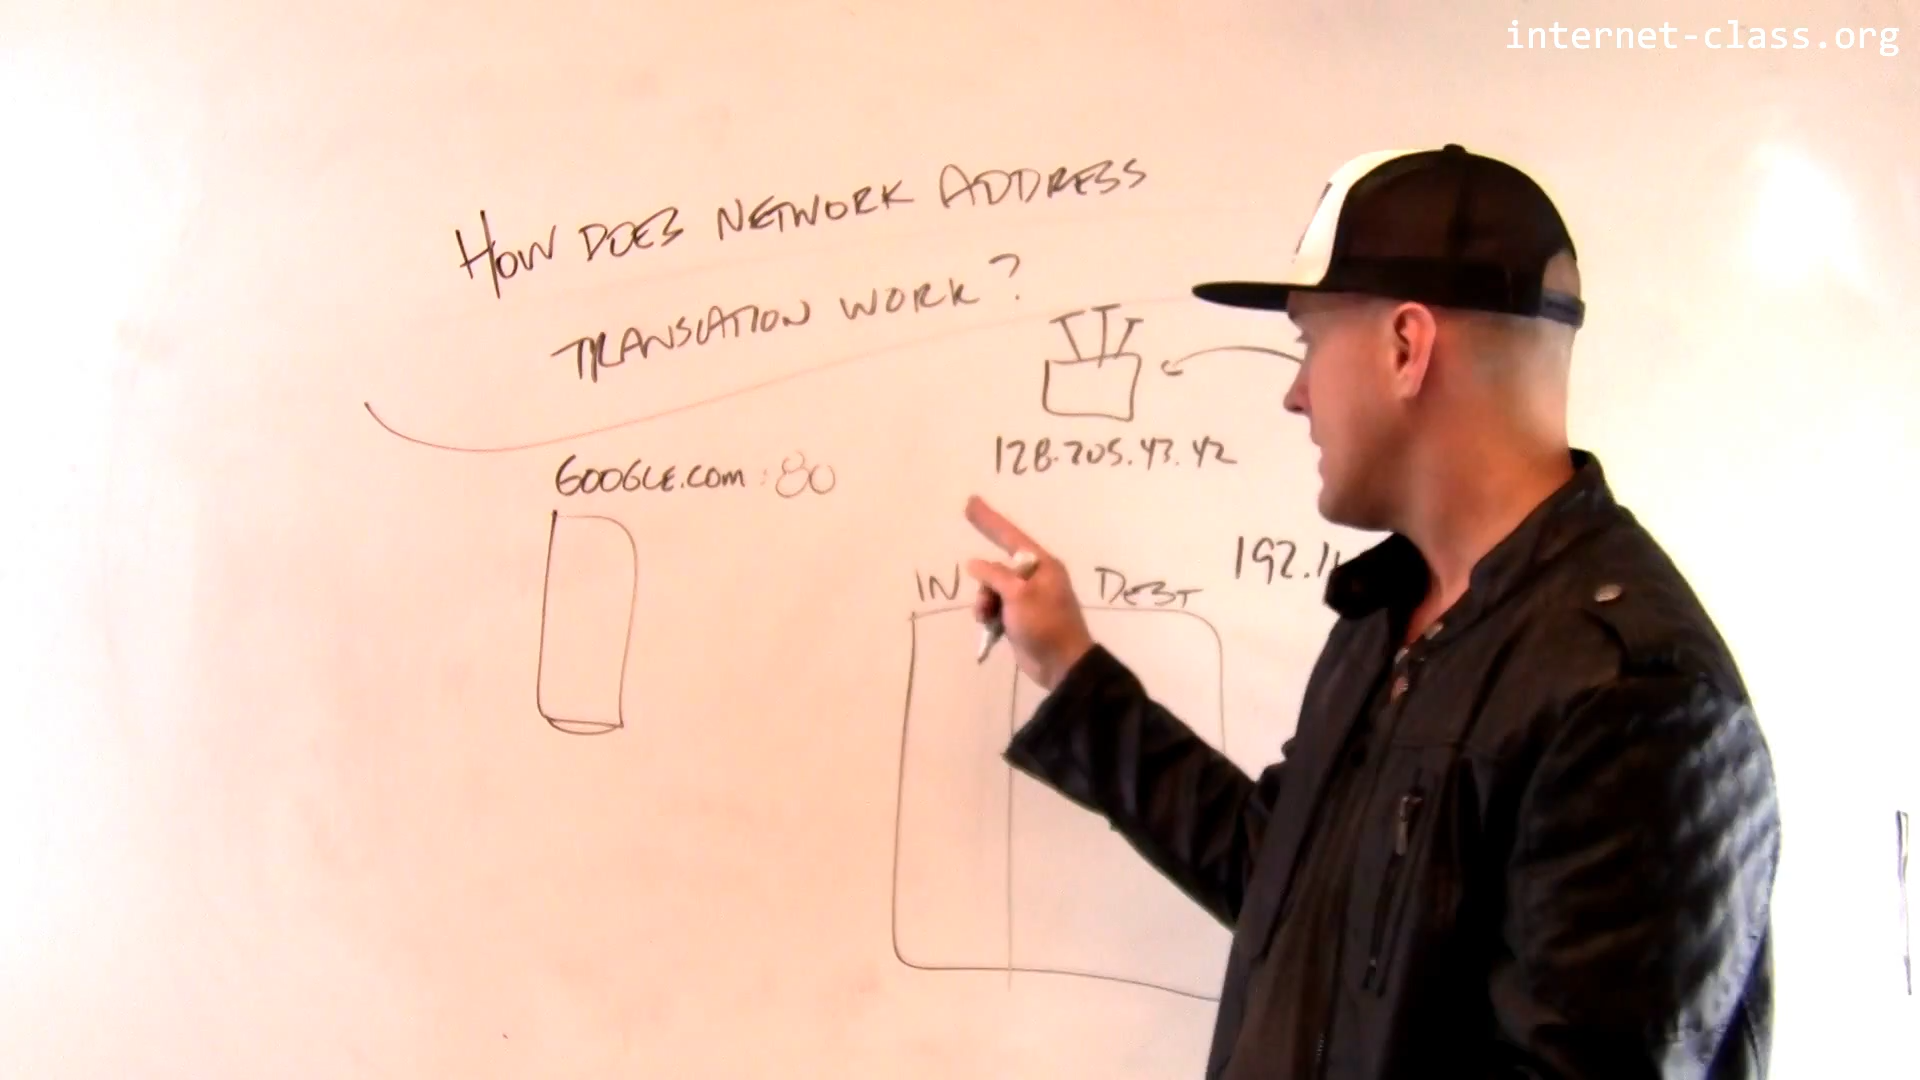 internet-class.org
HOW DOES NETWORK ADDRESS
TRANSLATION WORK?
GOOGLE.COM:80
128.205.43.42
IN DEST
192.1